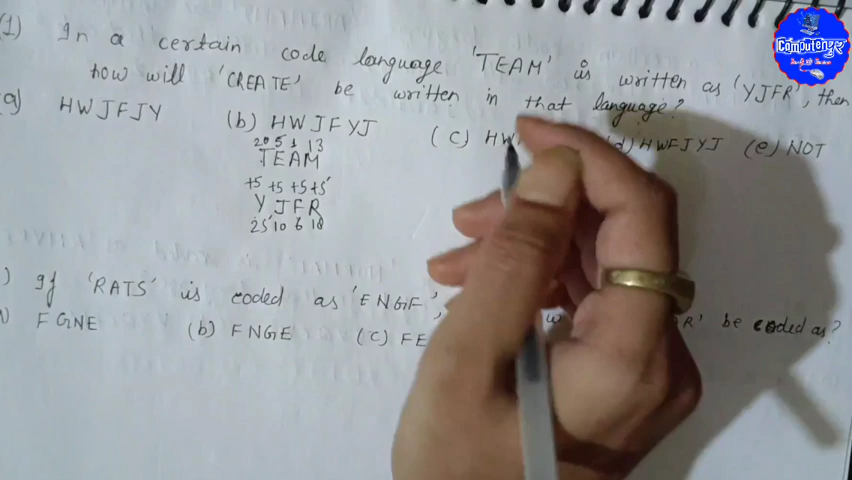 (1) In a certain code language 'TEAM' is written as 'YJFR', then
how will 'CREATE' be written in that language?
(a) HWJFJY (b) HWJFYJ (c) HW (d) HWFJYJ (e) NOT
20 5 1 13
TEAM
+5 +5 +5 +5
YJFR
25 10 6 18
) If 'RATS' is coded as 'ENGF', be coded as?
) FGNE (b) FNGE (c) FE
Computengr